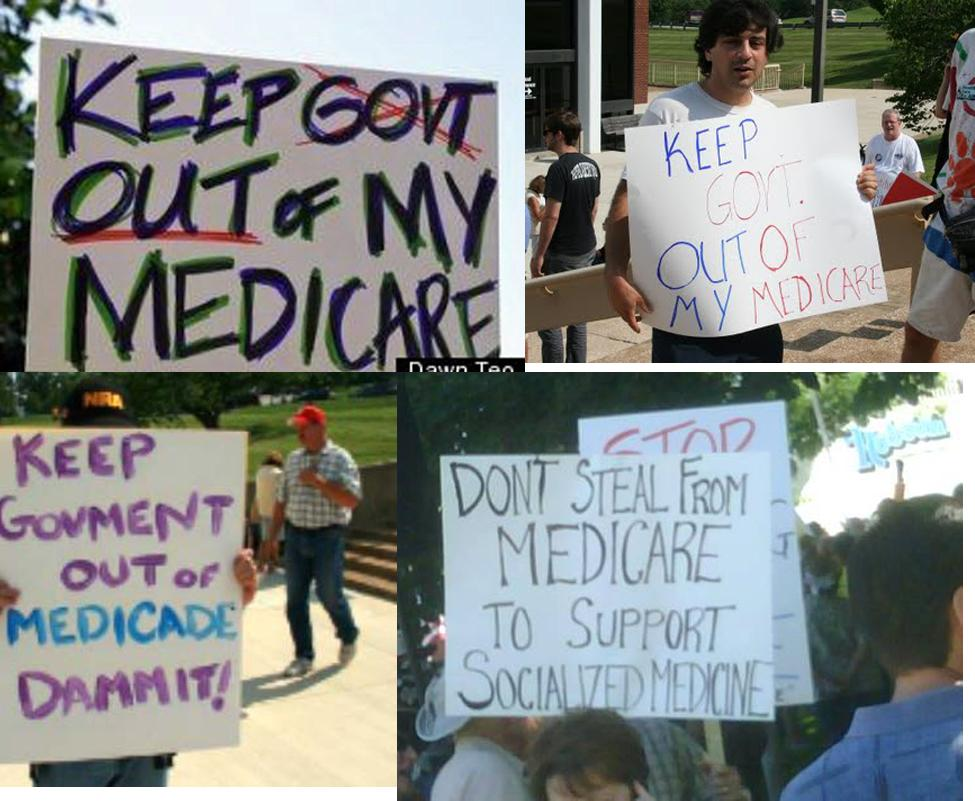 KEEP GOVT
OUT OF MY
MEDICARE
Dawn Teo
KEEP
GOVT.
OUT OF
MY MEDICARE
NRA
KEEP
GOVMENT
OUT OF
MEDICADE
DAMMIT!
STOP
DONT STEAL FROM
MEDICARE
TO SUPPORT
SOCIALIZED MEDICINE